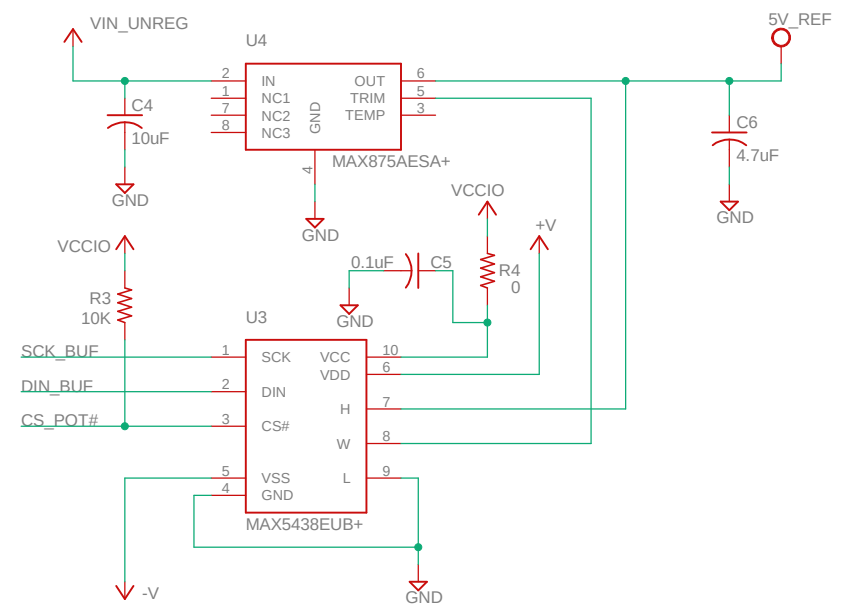 VIN_UNREG
5V_REF
U4
2 IN OUT 6
1 NC1 TRIM 5
7 NC2 TEMP 3
8 NC3
GND
4
MAX875AESA+
C4
10uF
GND
GND
C6
4.7uF
GND
VCCIO
+V
VCCIO
0.1uF C5
R4
0
GND
R3
10K
U3
SCK_BUF 1 SCK VCC 10
VDD 6
DIN_BUF 2 DIN
H 7
CS_POT# 3 CS#
W 8
5 VSS L 9
4 GND
MAX5438EUB+
-V
GND